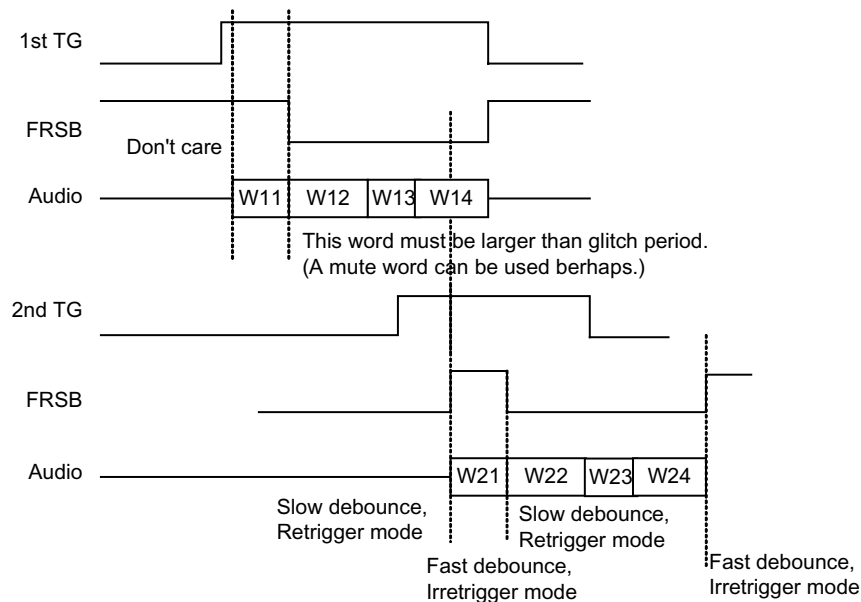 1st TG
FRSB
Don't care
Audio
W11 W12 W13 W14
This word must be larger than glitch period.
(A mute word can be used berhaps.)
2nd TG
FRSB
Audio
W21 W22 W23 W24
Slow debounce,
Retrigger mode
Slow debounce,
Retrigger mode
Fast debounce,
Irretrigger mode
Fast debounce,
Irretrigger mode